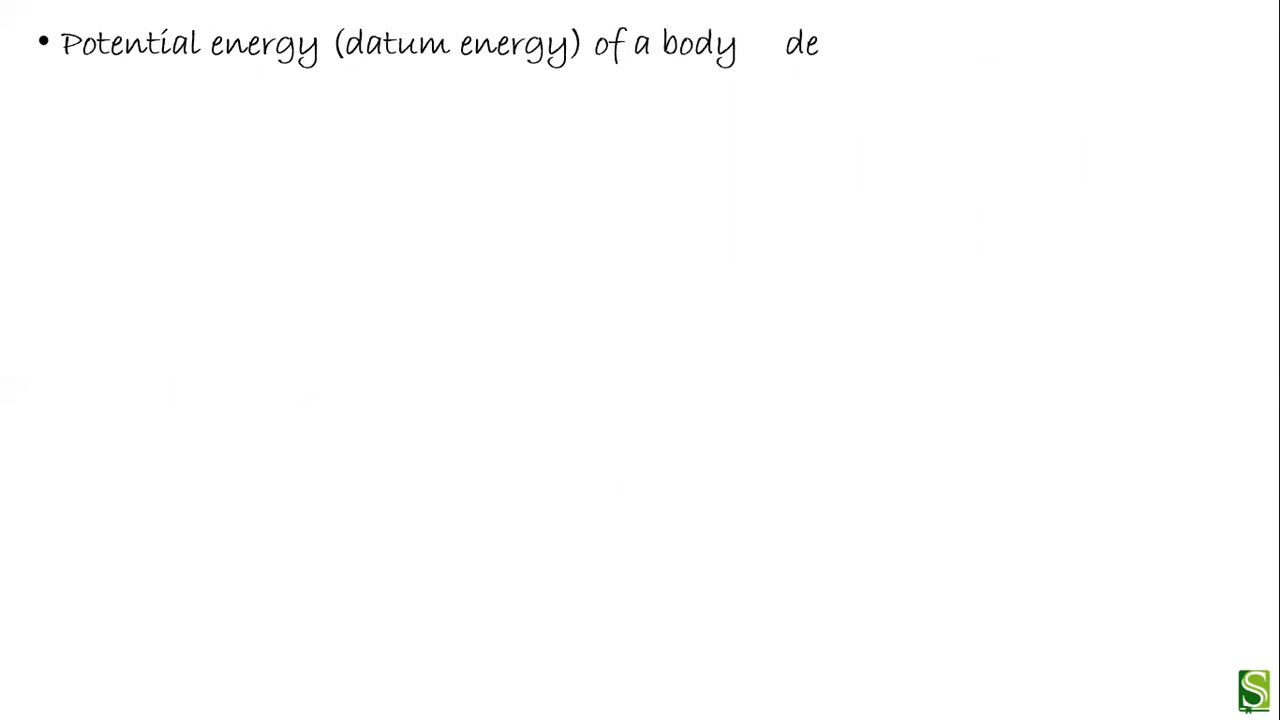 • Potential energy (datum energy) of a body de
S